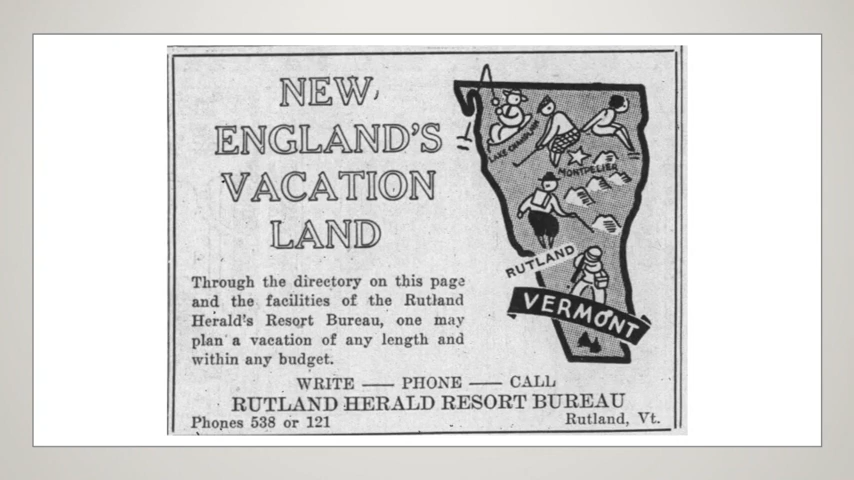 NEW
ENGLAND'S
VACATION
LAND
Through the directory on this page
and the facilities of the Rutland
Herald's Resort Bureau, one may
plan a vacation of any length and
within any budget.
WRITE — PHONE — CALL
RUTLAND HERALD RESORT BUREAU
Phones 538 or 121
Rutland, Vt.
LAKE CHAMPLAIN
MONTPELIER
RUTLAND
VERMONT